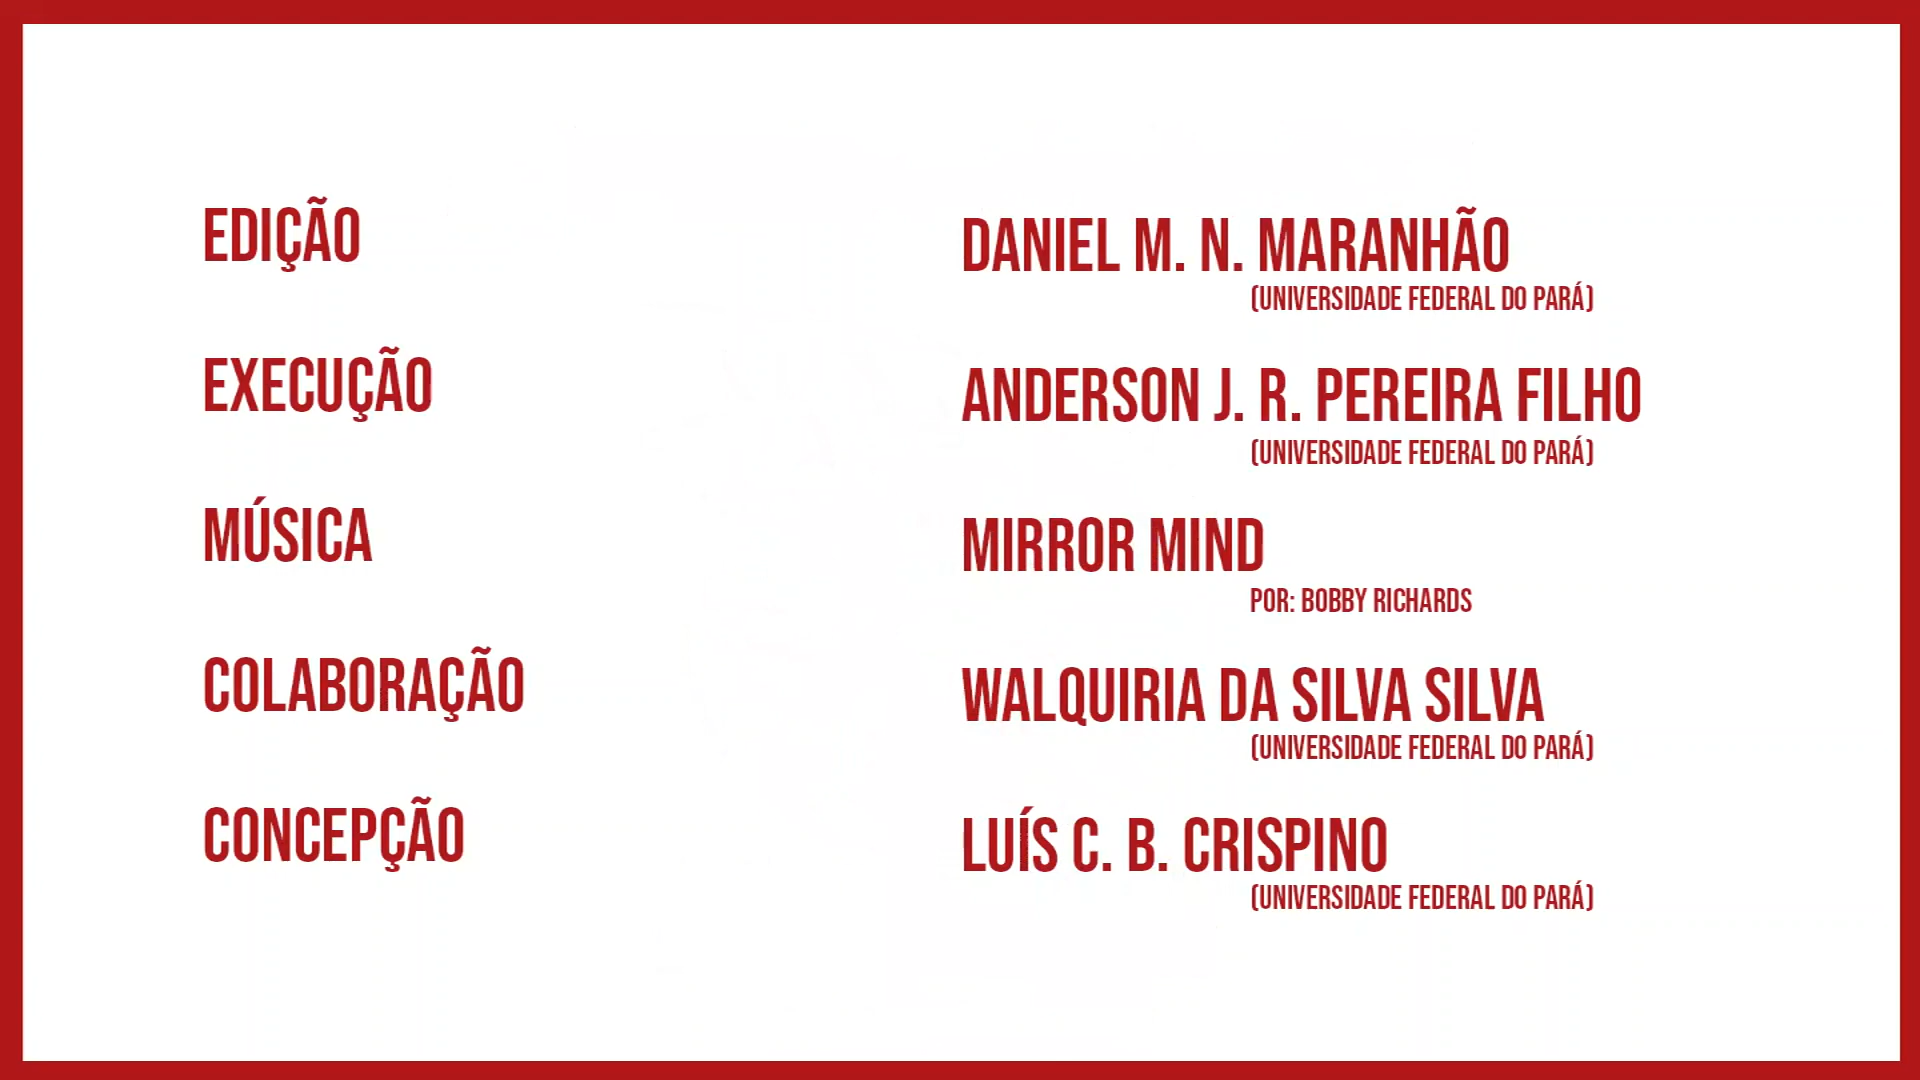 EDIÇÃO
DANIEL M. N. MARANHÃO
(UNIVERSIDADE FEDERAL DO PARÁ)
EXECUÇÃO
ANDERSON J. R. PEREIRA FILHO
(UNIVERSIDADE FEDERAL DO PARÁ)
MÚSICA
MIRROR MIND
POR: BOBBY RICHARDS
COLABORAÇÃO
WALQUIRIA DA SILVA SILVA
(UNIVERSIDADE FEDERAL DO PARÁ)
CONCEPÇÃO
LUÍS C. B. CRISPINO
(UNIVERSIDADE FEDERAL DO PARÁ)